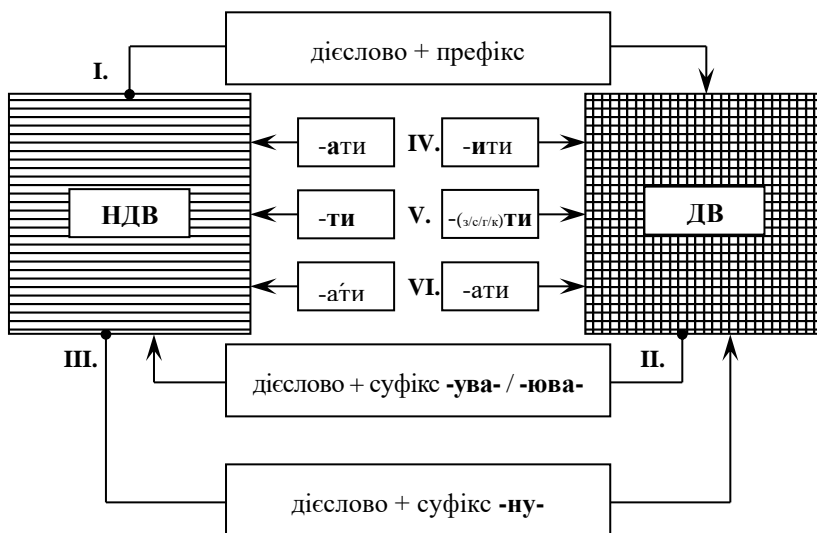 дієслово + префікс
I.
-ати IV. -ити
НДВ
-ти V. -(з/с/г/к)ти
ДВ
-а́ти VI. -ати
III.
дієслово + суфікс -ува- / -юва-
II.
дієслово + суфікс -ну-